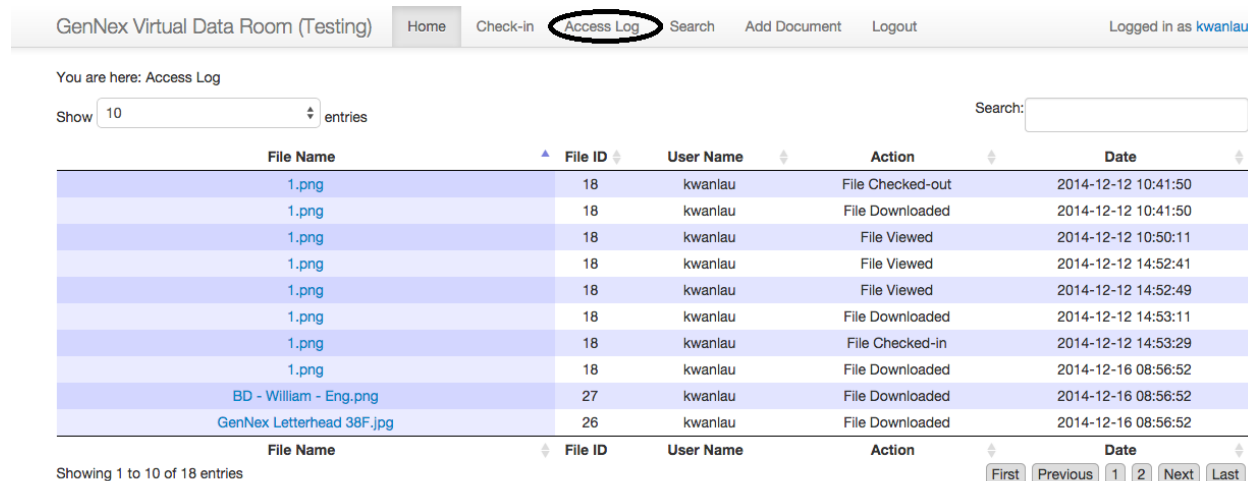 GenNex Virtual Data Room (Testing) Home Check-in Access Log Search Add Document Logout Logged in as kwanlau
You are here: Access Log
Show 10 entries Search:
File Name File ID User Name Action Date
1.png 18 kwanlau File Checked-out 2014-12-12 10:41:50
1.png 18 kwanlau File Downloaded 2014-12-12 10:41:50
1.png 18 kwanlau File Viewed 2014-12-12 10:50:11
1.png 18 kwanlau File Viewed 2014-12-12 14:52:41
1.png 18 kwanlau File Viewed 2014-12-12 14:52:49
1.png 18 kwanlau File Downloaded 2014-12-12 14:53:11
1.png 18 kwanlau File Checked-in 2014-12-12 14:53:29
1.png 18 kwanlau File Downloaded 2014-12-16 08:56:52
BD - William - Eng.png 27 kwanlau File Downloaded 2014-12-16 08:56:52
GenNex Letterhead 38F.jpg 26 kwanlau File Downloaded 2014-12-16 08:56:52
File Name File ID User Name Action Date
Showing 1 to 10 of 18 entries First Previous 1 2 Next Last